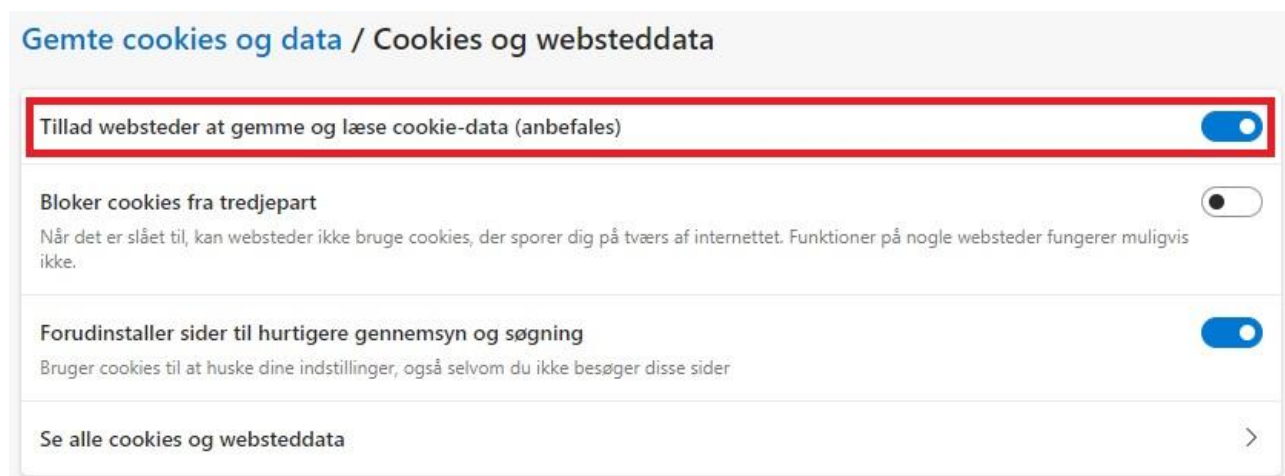 Gemte cookies og data / Cookies og websteddata
Tillad websteder at gemme og læse cookie-data (anbefales)
Bloker cookies fra tredjepart
Når det er slået til, kan websteder ikke bruge cookies, der sporer dig på tværs af internettet. Funktioner på nogle websteder fungerer muligvis
ikke.
Forudinstaller sider til hurtigere gennemsyn og søgning
Bruger cookies til at huske dine indstillinger, også selvom du ikke besøger disse sider
Se alle cookies og websteddata